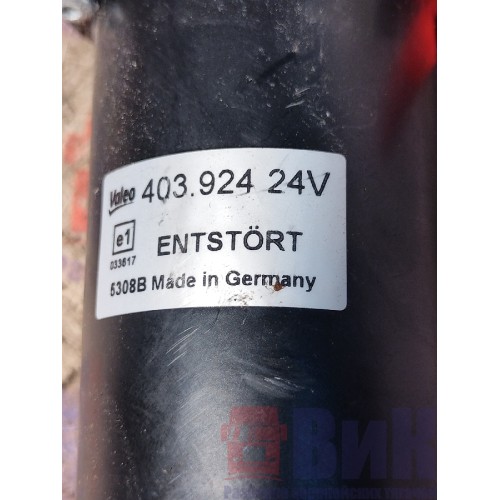 Valeo 403.924 24V
e1 ENTSTÖRT
033617
5308B Made in Germany
ВиК